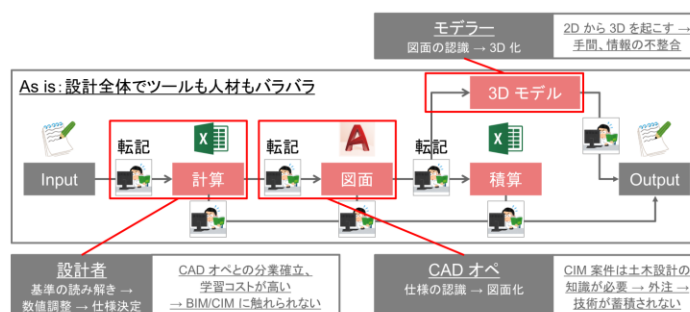 モデラー
図面の認識 → 3D 化
2D から 3D を起こす →
手間、情報の不整合
As is：設計全体でツールも人材もバラバラ
3D モデル
転記
転記
転記
Input
計算
図面
積算
Output
設計者
基準の読み解き →
数値調整 → 仕様決定
CAD オペとの分業確立、
学習コストが高い
→ BIM/CIM に触れられない
CAD オペ
仕様の認識 → 図面化
CIM 案件は土木設計の
知識が必要 → 外注 →
技術が蓄積されない